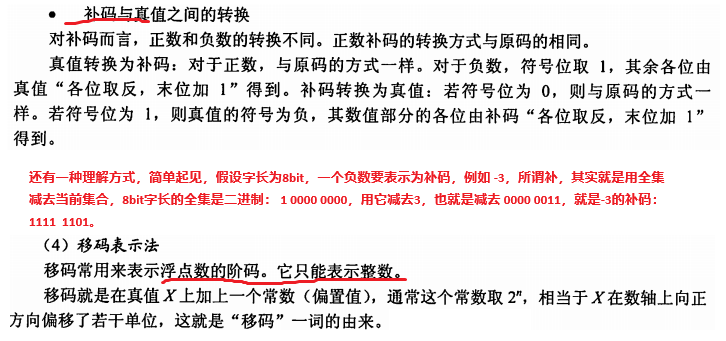 • 补码与真值之间的转换
对补码而言，正数和负数的转换不同。正数补码的转换方式与原码的相同。
真值转换为补码：对于正数，与原码的方式一样。对于负数，符号位取 1，其余各位由
真值“各位取反，末位加 1”得到。补码转换为真值：若符号位为 0，则与原码的方式一
样。若符号位为 1，则真值的符号为负，其数值部分的各位由补码“各位取反，末位加 1”
得到。
还有一种理解方式，简单起见，假设字长为8bit，一个负数要表示为补码，例如 -3，所谓补，其实就是用全集
减去当前集合，8bit字长的全集是二进制： 1 0000 0000，用它减去3，也就是减去 0000 0011，就是-3的补码：
1111 1101。
（4）移码表示法
移码常用来表示浮点数的阶码。它只能表示整数。
移码就是在真值 X 上加上一个常数（偏置值），通常这个常数取 2ⁿ，相当于 X 在数轴上向正
方向偏移了若干单位，这就是“移码”一词的由来。